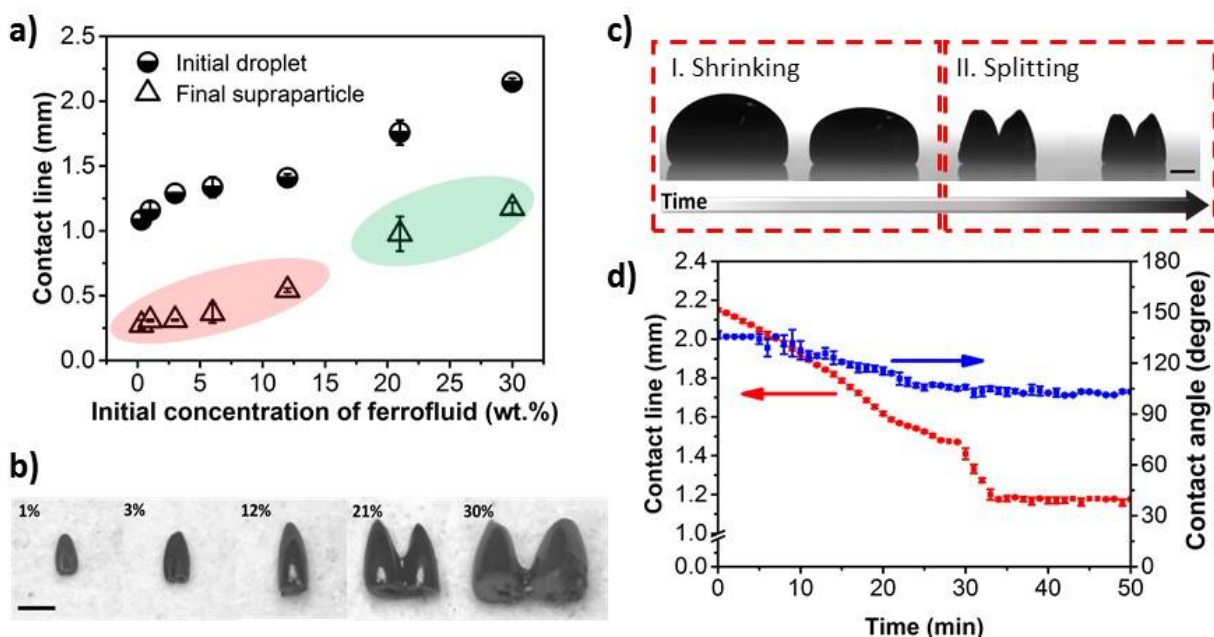 a)
2.5
2.0
1.5
1.0
0.5
0.0
Contact line (mm)
Initial droplet
Final supraparticle
0 5 10 15 20 25 30
Initial concentration of ferrofluid (wt.%)
b)
1% 3% 12% 21% 30%
c)
I. Shrinking
II. Splitting
Time
d)
2.4
2.2
2.0
1.8
1.6
1.4
1.2
1.0
0.0
Contact line (mm)
180
150
120
90
60
30
0
Contact angle (degree)
0 10 20 30 40 50
Time (min)